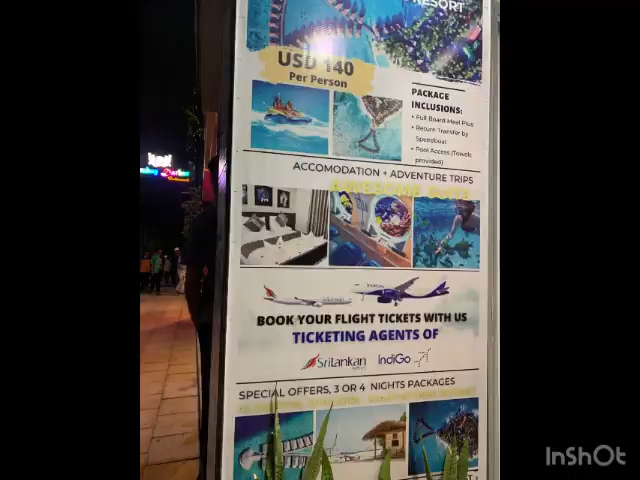 RESORT
USD 140
Per Person
PACKAGE
INCLUSIONS:
• Full Board Meel Plus
• Return Transfer by
Speedboat
• Pool Access (Towels
provided)
ACCOMODATION + ADVENTURE TRIPS
BOOK YOUR FLIGHT TICKETS WITH US
TICKETING AGENTS OF
SriLankan
Airlines
IndiGo
SPECIAL OFFERS, 3 OR 4 NIGHTS PACKAGES
InShOt